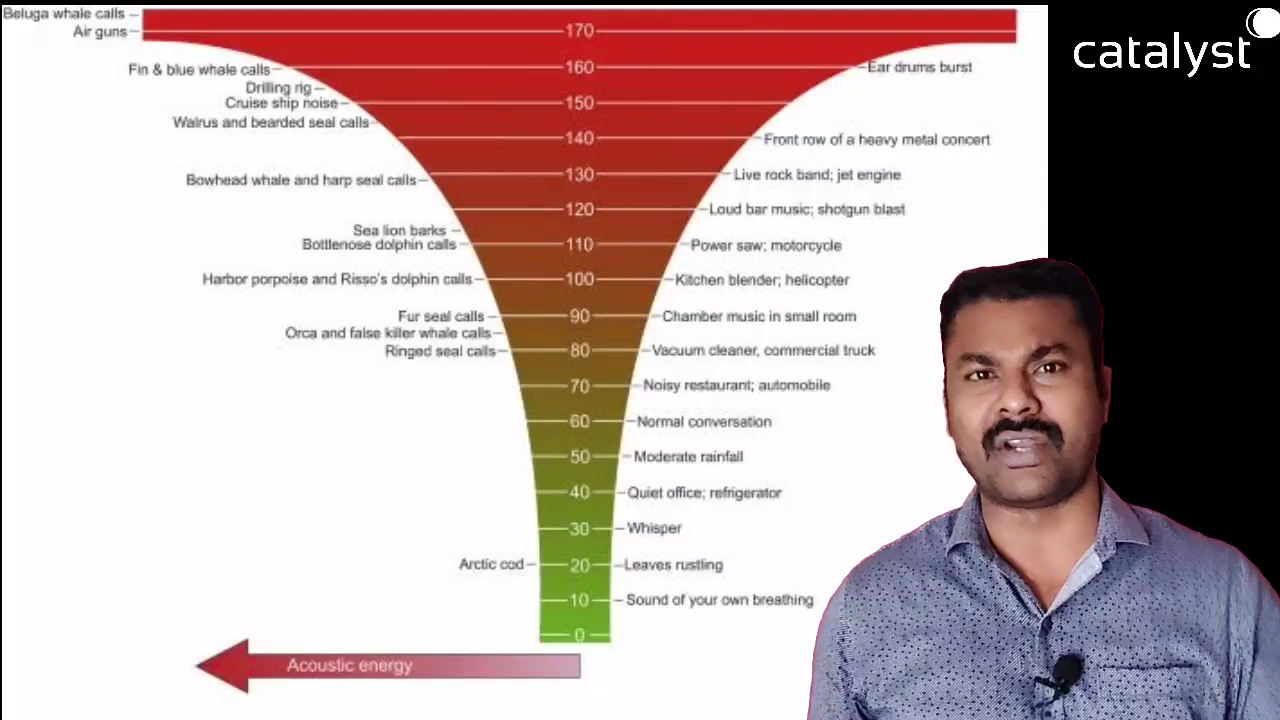 Beluga whale calls
170
Air guns
Fin & blue whale calls
160
Ear drums burst
Drilling rig
Cruise ship noise
150
Walrus and bearded seal calls
140
Front row of a heavy metal concert
Bowhead whale and harp seal calls
130
Live rock band; jet engine
120
Loud bar music; shotgun blast
Sea lion barks
Bottlenose dolphin calls
110
Power saw; motorcycle
Harbor porpoise and Risso's dolphin calls
100
Kitchen blender; helicopter
Fur seal calls
90
Chamber music in small room
Orca and false killer whale calls
Ringed seal calls
80
Vacuum cleaner, commercial truck
70
Noisy restaurant; automobile
60
Normal conversation
50
Moderate rainfall
40
Quiet office; refrigerator
30
Whisper
Arctic cod
20
Leaves rustling
10
Sound of your own breathing
0
Acoustic energy
catalyst